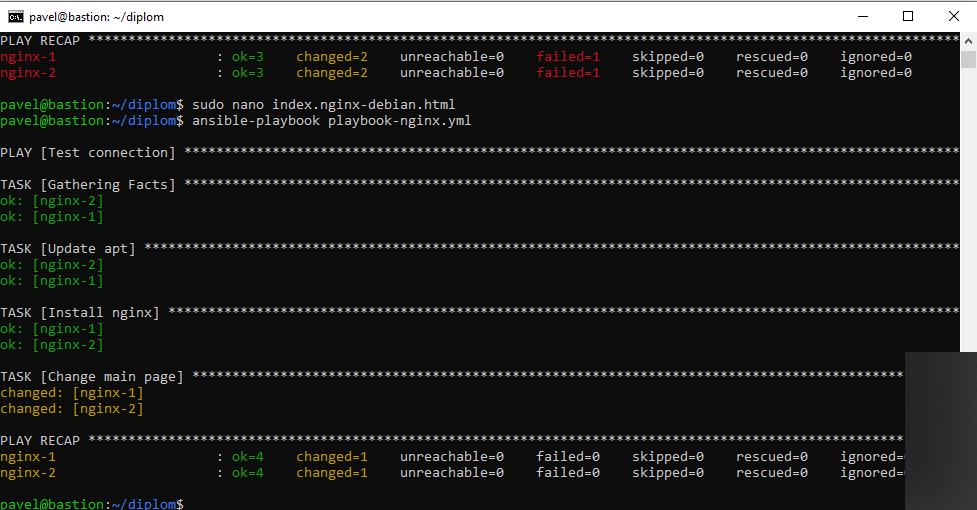 pavel@bastion: ~/diplom
PLAY RECAP *************************************************************************************************************
nginx-1                    : ok=3    changed=2    unreachable=0    failed=1    skipped=0    rescued=0    ignored=0
nginx-2                    : ok=3    changed=2    unreachable=0    failed=1    skipped=0    rescued=0    ignored=0
pavel@bastion:~/diplom$ sudo nano index.nginx-debian.html
pavel@bastion:~/diplom$ ansible-playbook playbook-nginx.yml
PLAY [Test connection] *************************************************************************************************
TASK [Gathering Facts] *************************************************************************************************
ok: [nginx-2]
ok: [nginx-1]
TASK [Update apt] ******************************************************************************************************
ok: [nginx-2]
ok: [nginx-1]
TASK [Install nginx] ***************************************************************************************************
ok: [nginx-1]
ok: [nginx-2]
TASK [Change main page] *****************************************************************************************
changed: [nginx-1]
changed: [nginx-2]
PLAY RECAP ******************************************************************************************************
nginx-1                    : ok=4    changed=1    unreachable=0    failed=0    skipped=0    rescued=0    ignored=
nginx-2                    : ok=4    changed=1    unreachable=0    failed=0    skipped=0    rescued=0    ignored=
pavel@bastion:~/diplom$